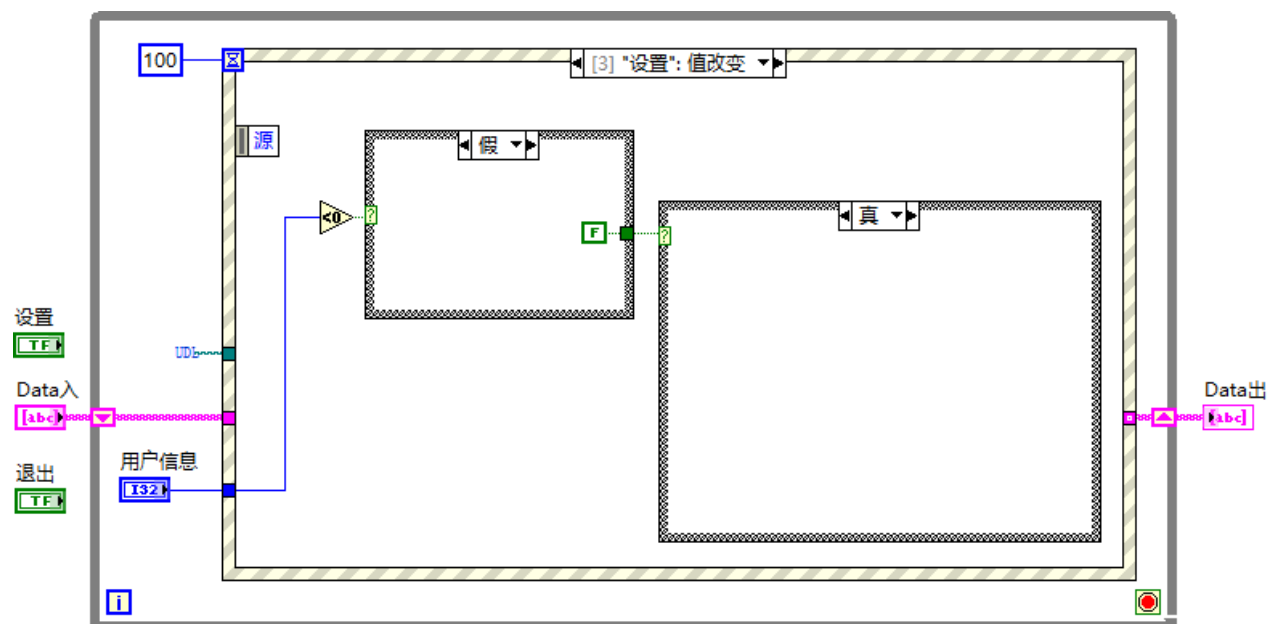 100
[3] "设置": 值改变
源
假
<0
?
F
真
?
设置
TF
UDL
Data入
[abc]
Data出
[abc]
用户信息
I32
退出
TF
i